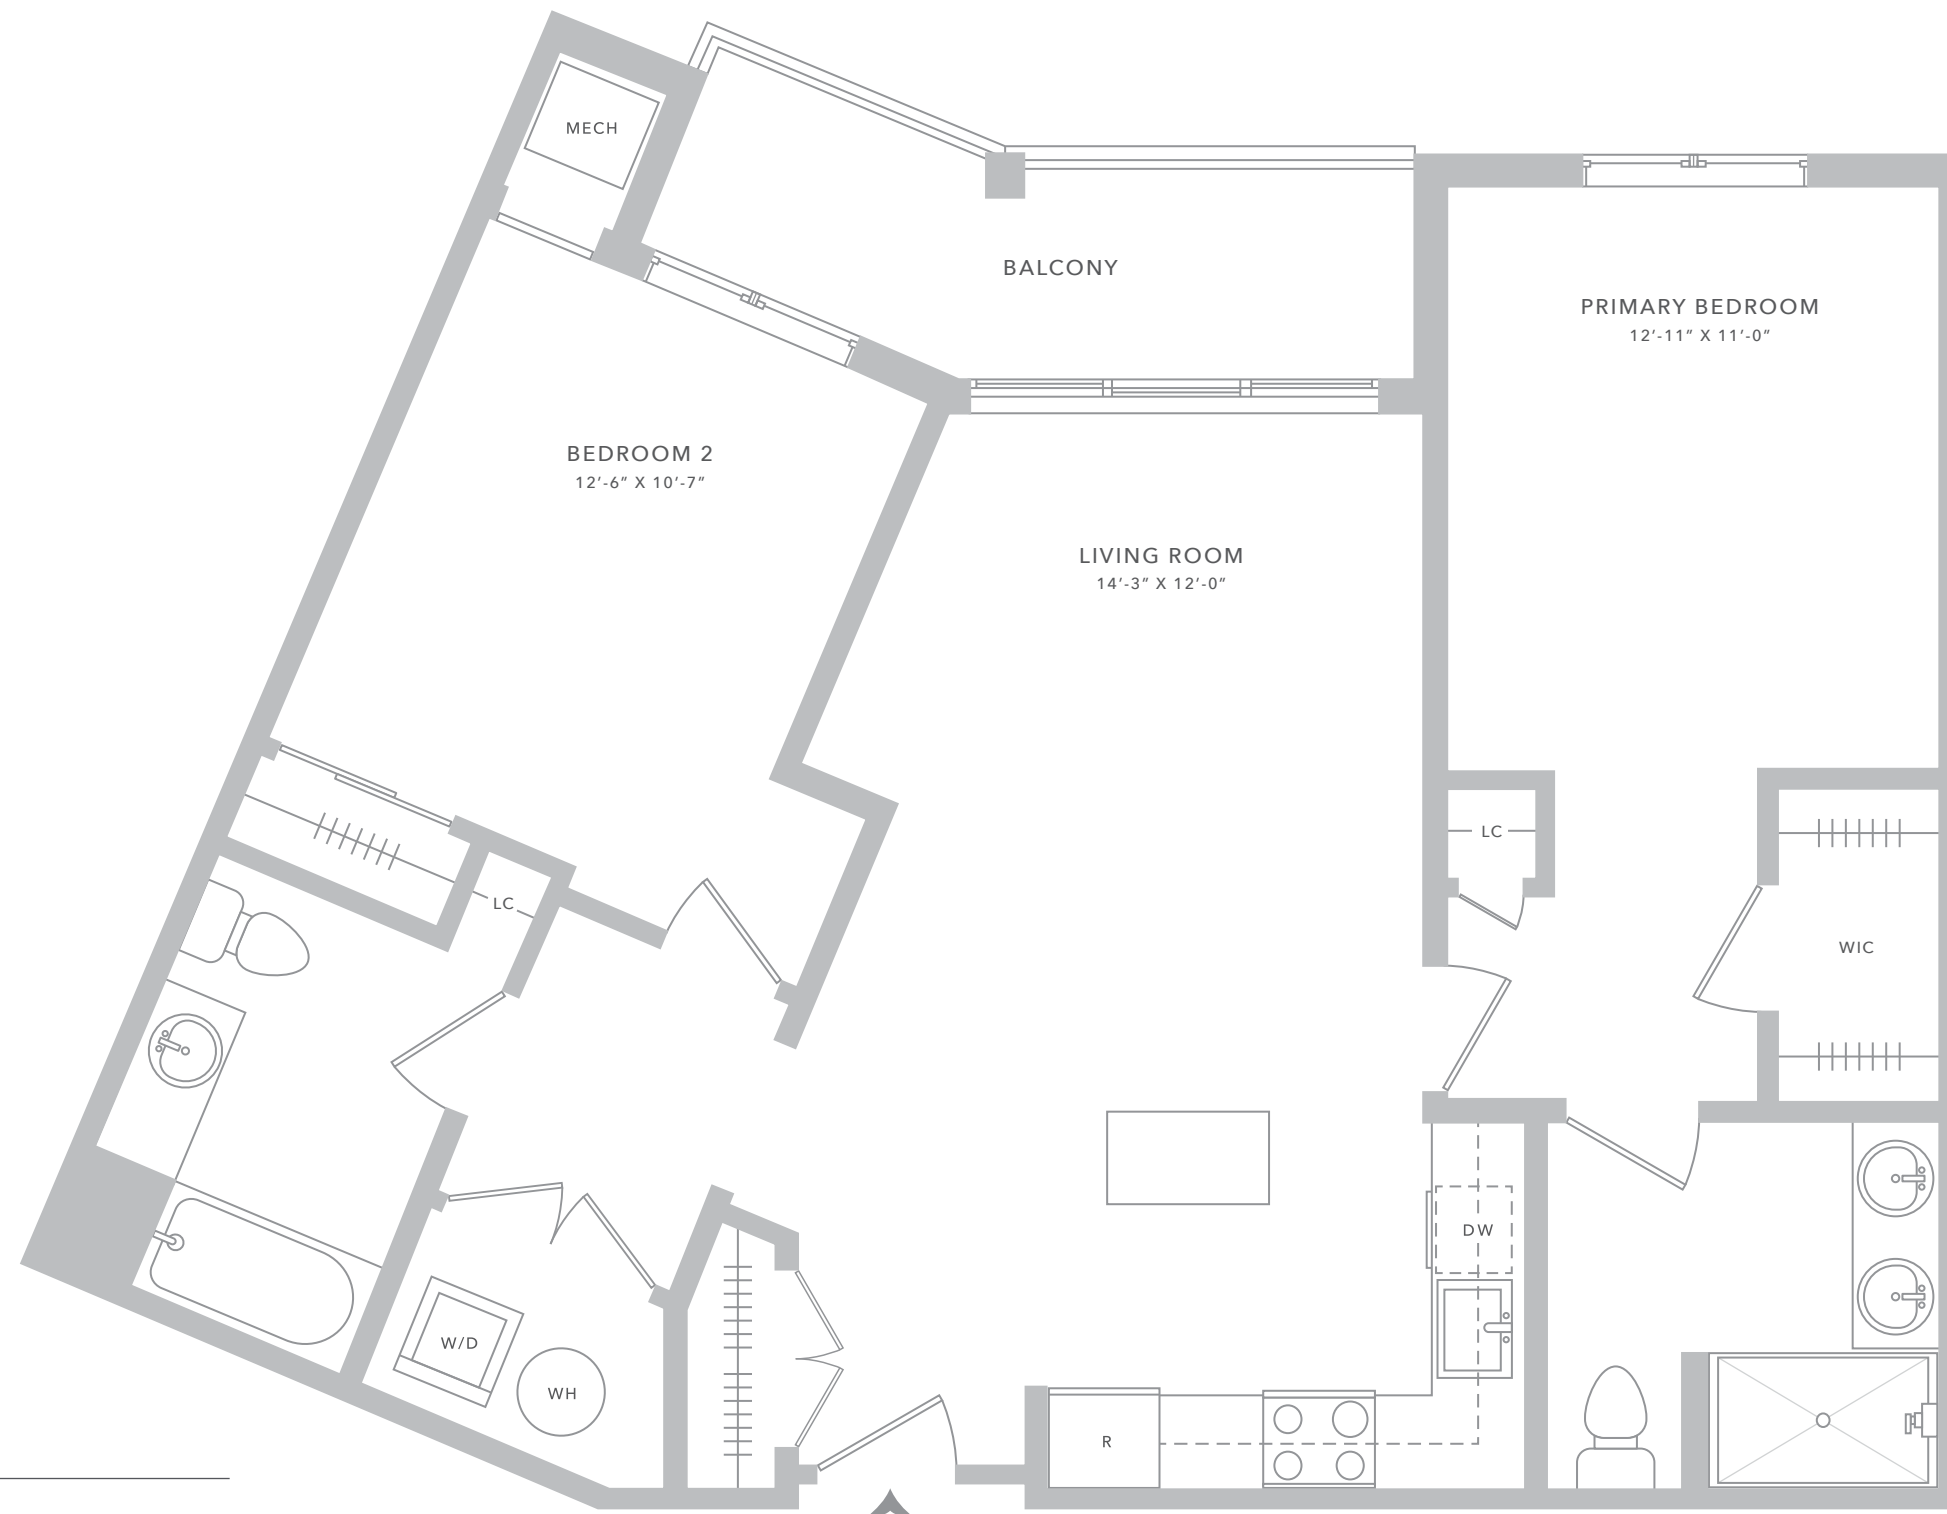 MECH
BALCONY
PRIMARY BEDROOM
12'-11" X 11'-0"
BEDROOM 2
12'-6" X 10'-7"
LIVING ROOM
14'-3" X 12'-0"
LC
LC
WIC
DW
W/D
WH
R